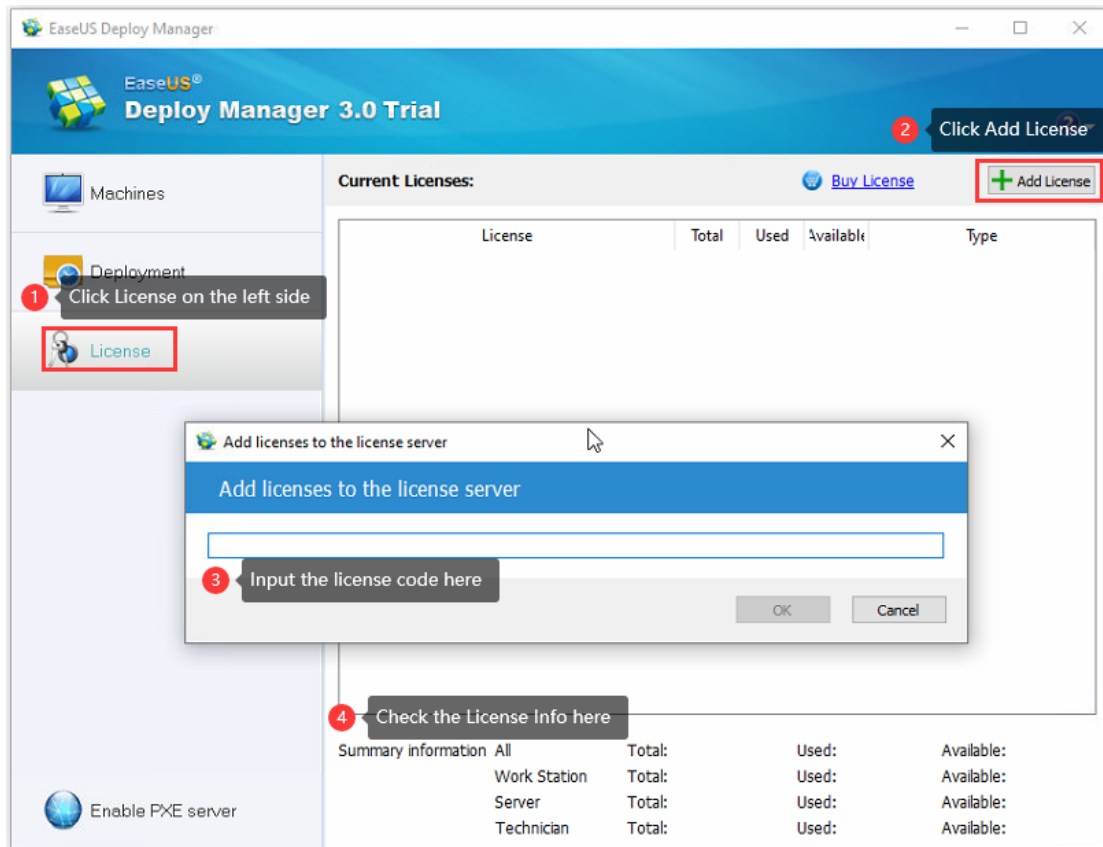 EaseUS Deploy Manager
EaseUS®
Deploy Manager 3.0 Trial
2 Click Add License
Machines
Current Licenses:
Buy License
Add License
License Total Used Available Type
Deployment
1 Click License on the left side
License
Add licenses to the license server
Add licenses to the license server
3 Input the license code here
OK Cancel
4 Check the License Info here
Summary information All Total: Used: Available:
Work Station Total: Used: Available:
Server Total: Used: Available:
Technician Total: Used: Available:
Enable PXE server